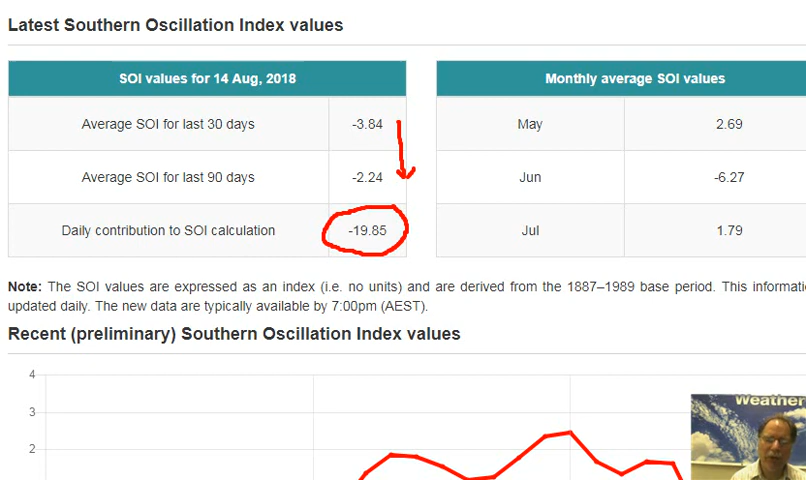 Latest Southern Oscillation Index values
SOI values for 14 Aug, 2018
Average SOI for last 30 days -3.84
Average SOI for last 90 days -2.24
Daily contribution to SOI calculation -19.85
Monthly average SOI values
May 2.69
Jun -6.27
Jul 1.79
Note: The SOI values are expressed as an index (i.e. no units) and are derived from the 1887–1989 base period. This informati
updated daily. The new data are typically available by 7:00pm (AEST).
Recent (preliminary) Southern Oscillation Index values
4
3
2
Weather